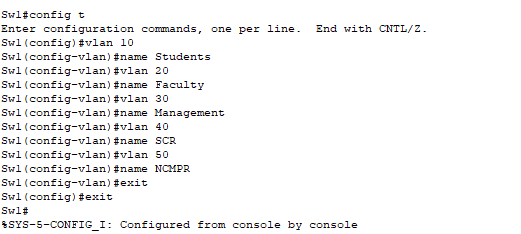 Sw1#config t
Enter configuration commands, one per line.  End with CNTL/Z.
Sw1(config)#vlan 10
Sw1(config-vlan)#name Students
Sw1(config-vlan)#vlan 20
Sw1(config-vlan)#name Faculty
Sw1(config-vlan)#vlan 30
Sw1(config-vlan)#name Management
Sw1(config-vlan)#vlan 40
Sw1(config-vlan)#name SCR
Sw1(config-vlan)#vlan 50
Sw1(config-vlan)#name NCMPR
Sw1(config-vlan)#exit
Sw1(config)#exit
Sw1#
%SYS-5-CONFIG_I: Configured from console by console